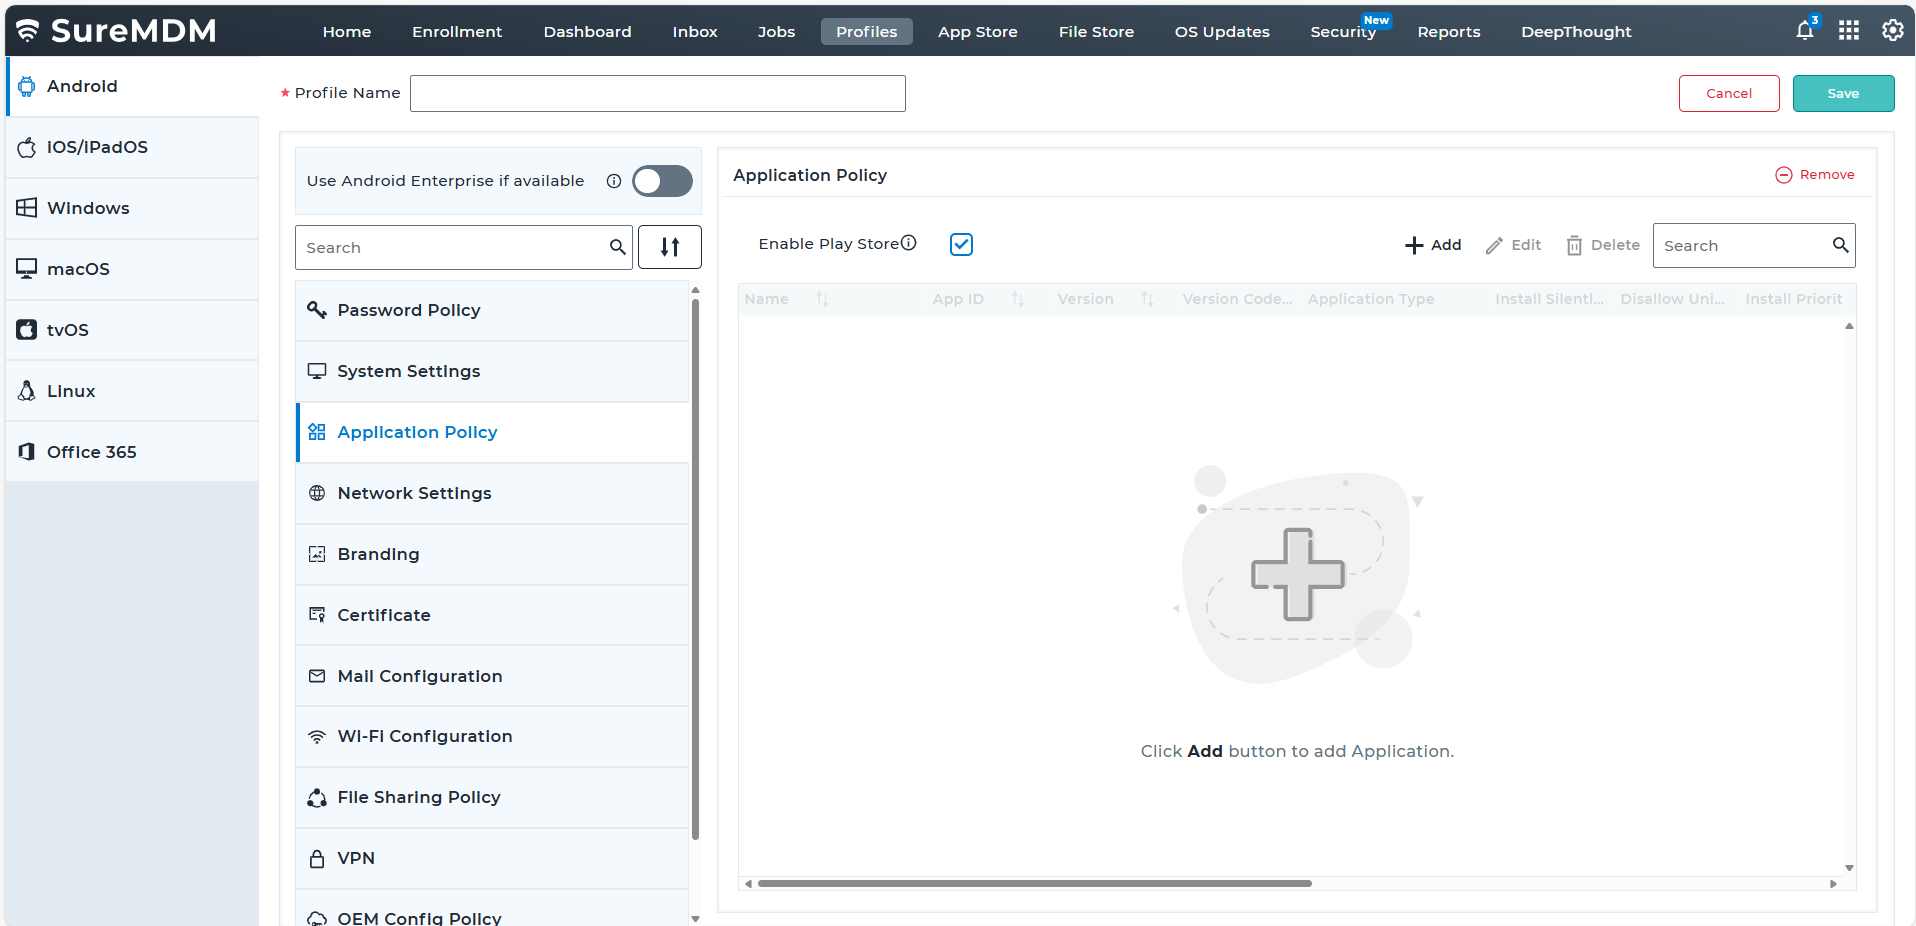 SureMDM
Home Enrollment Dashboard Inbox Jobs Profiles App Store File Store OS Updates Security New Reports DeepThought 3
Android
iOS/iPadOS
Windows
macOS
tvOS
Linux
Office 365
* Profile Name
Cancel Save
Use Android Enterprise if available
Search
Password Policy
System Settings
Application Policy
Network Settings
Branding
Certificate
Mail Configuration
Wi-Fi Configuration
File Sharing Policy
VPN
OEM Config Policy
Application Policy Remove
Enable Play Store Add Edit Delete Search
Name App ID Version Version Code... Application Type Install Silentl... Disallow Uni... Install Priorit
Click Add button to add Application.